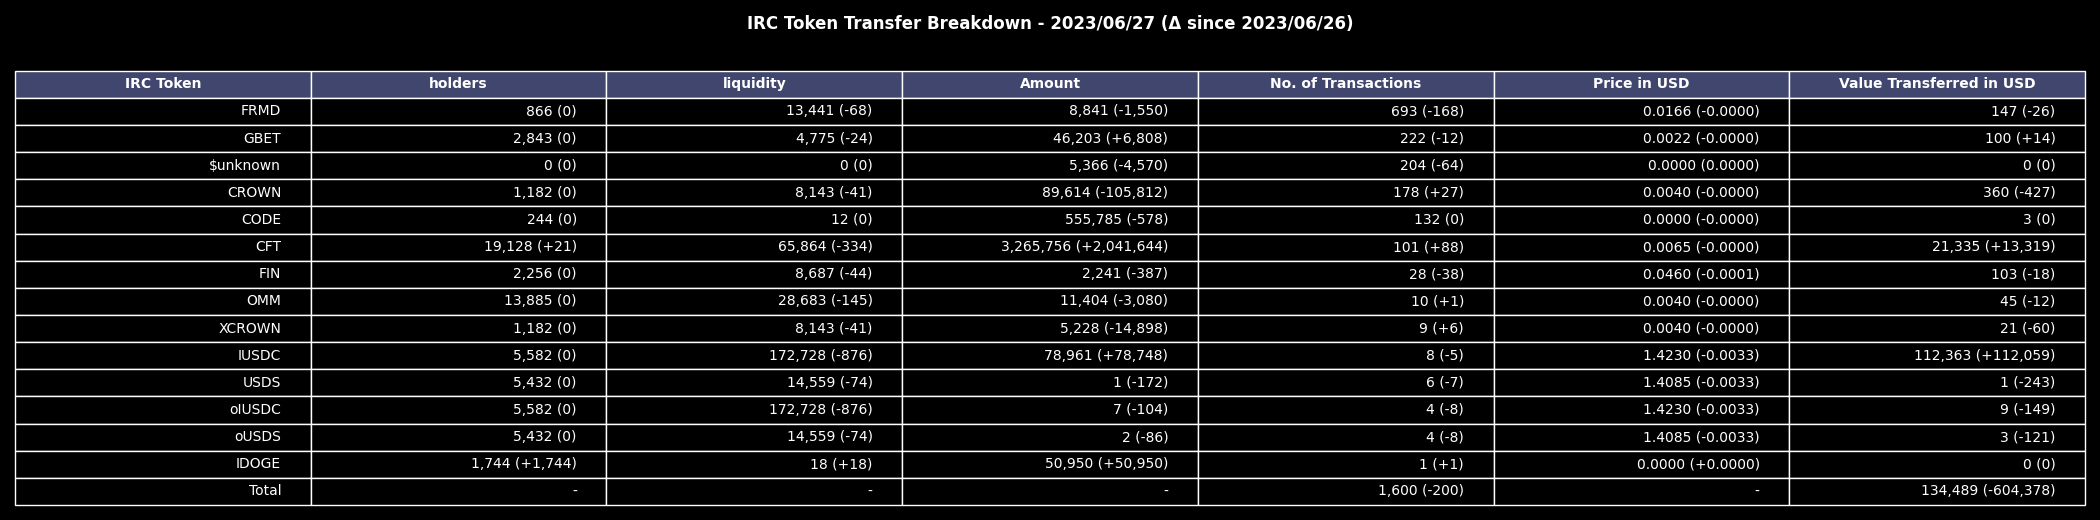 IRC Token Transfer Breakdown - 2023/06/27 (Δ since 2023/06/26)
IRC Token holders liquidity Amount No. of Transactions Price in USD Value Transferred in USD
FRMD 866 (0) 13,441 (-68) 8,841 (-1,550) 693 (-168) 0.0166 (-0.0000) 147 (-26)
GBET 2,843 (0) 4,775 (-24) 46,203 (+6,808) 222 (-12) 0.0022 (-0.0000) 100 (+14)
$unknown 0 (0) 0 (0) 5,366 (-4,570) 204 (-64) 0.0000 (0.0000) 0 (0)
CROWN 1,182 (0) 8,143 (-41) 89,614 (-105,812) 178 (+27) 0.0040 (-0.0000) 360 (-427)
CODE 244 (0) 12 (0) 555,785 (-578) 132 (0) 0.0000 (-0.0000) 3 (0)
CFT 19,128 (+21) 65,864 (-334) 3,265,756 (+2,041,644) 101 (+88) 0.0065 (-0.0000) 21,335 (+13,319)
FIN 2,256 (0) 8,687 (-44) 2,241 (-387) 28 (-38) 0.0460 (-0.0001) 103 (-18)
OMM 13,885 (0) 28,683 (-145) 11,404 (-3,080) 10 (+1) 0.0040 (-0.0000) 45 (-12)
XCROWN 1,182 (0) 8,143 (-41) 5,228 (-14,898) 9 (+6) 0.0040 (-0.0000) 21 (-60)
IUSDC 5,582 (0) 172,728 (-876) 78,961 (+78,748) 8 (-5) 1.4230 (-0.0033) 112,363 (+112,059)
USDS 5,432 (0) 14,559 (-74) 1 (-172) 6 (-7) 1.4085 (-0.0033) 1 (-243)
oIUSDC 5,582 (0) 172,728 (-876) 7 (-104) 4 (-8) 1.4230 (-0.0033) 9 (-149)
oUSDS 5,432 (0) 14,559 (-74) 2 (-86) 4 (-8) 1.4085 (-0.0033) 3 (-121)
IDOGE 1,744 (+1,744) 18 (+18) 50,950 (+50,950) 1 (+1) 0.0000 (+0.0000) 0 (0)
Total - - - 1,600 (-200) - 134,489 (-604,378)